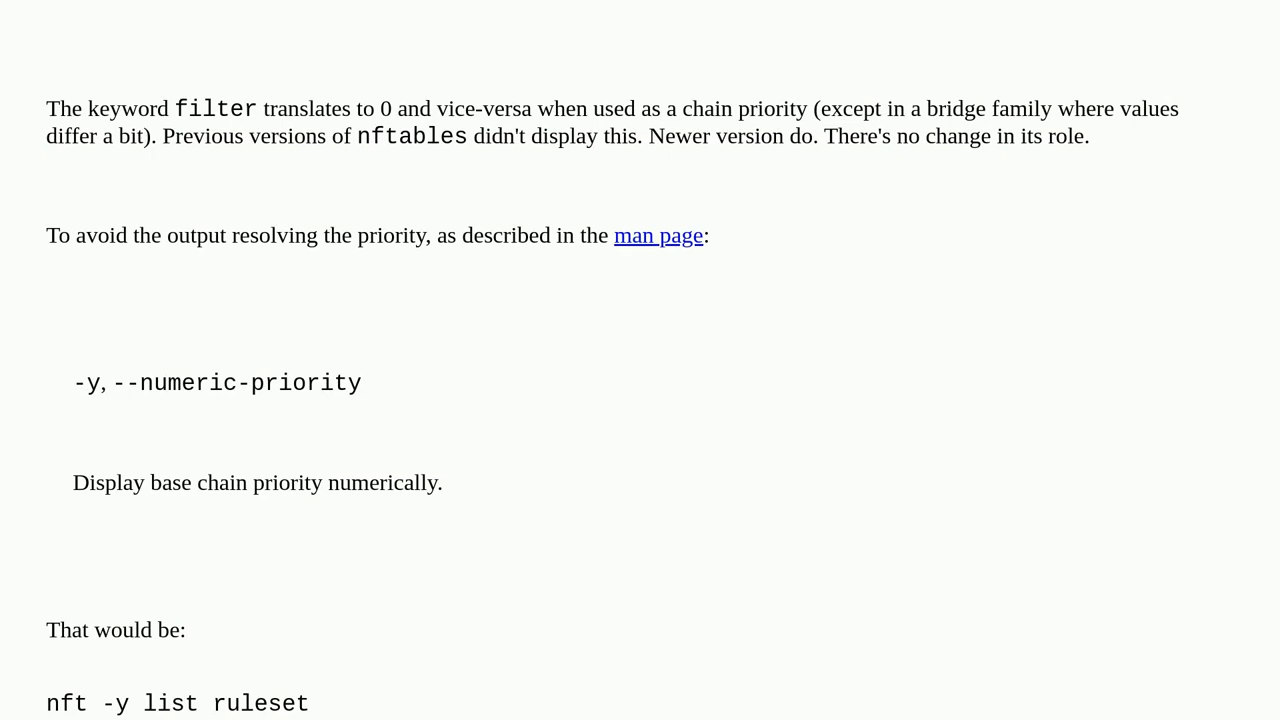 The keyword filter translates to 0 and vice-versa when used as a chain priority (except in a bridge family where values
differ a bit). Previous versions of nftables didn't display this. Newer version do. There's no change in its role.
To avoid the output resolving the priority, as described in the man page:
-y, --numeric-priority
Display base chain priority numerically.
That would be:
nft -y list ruleset